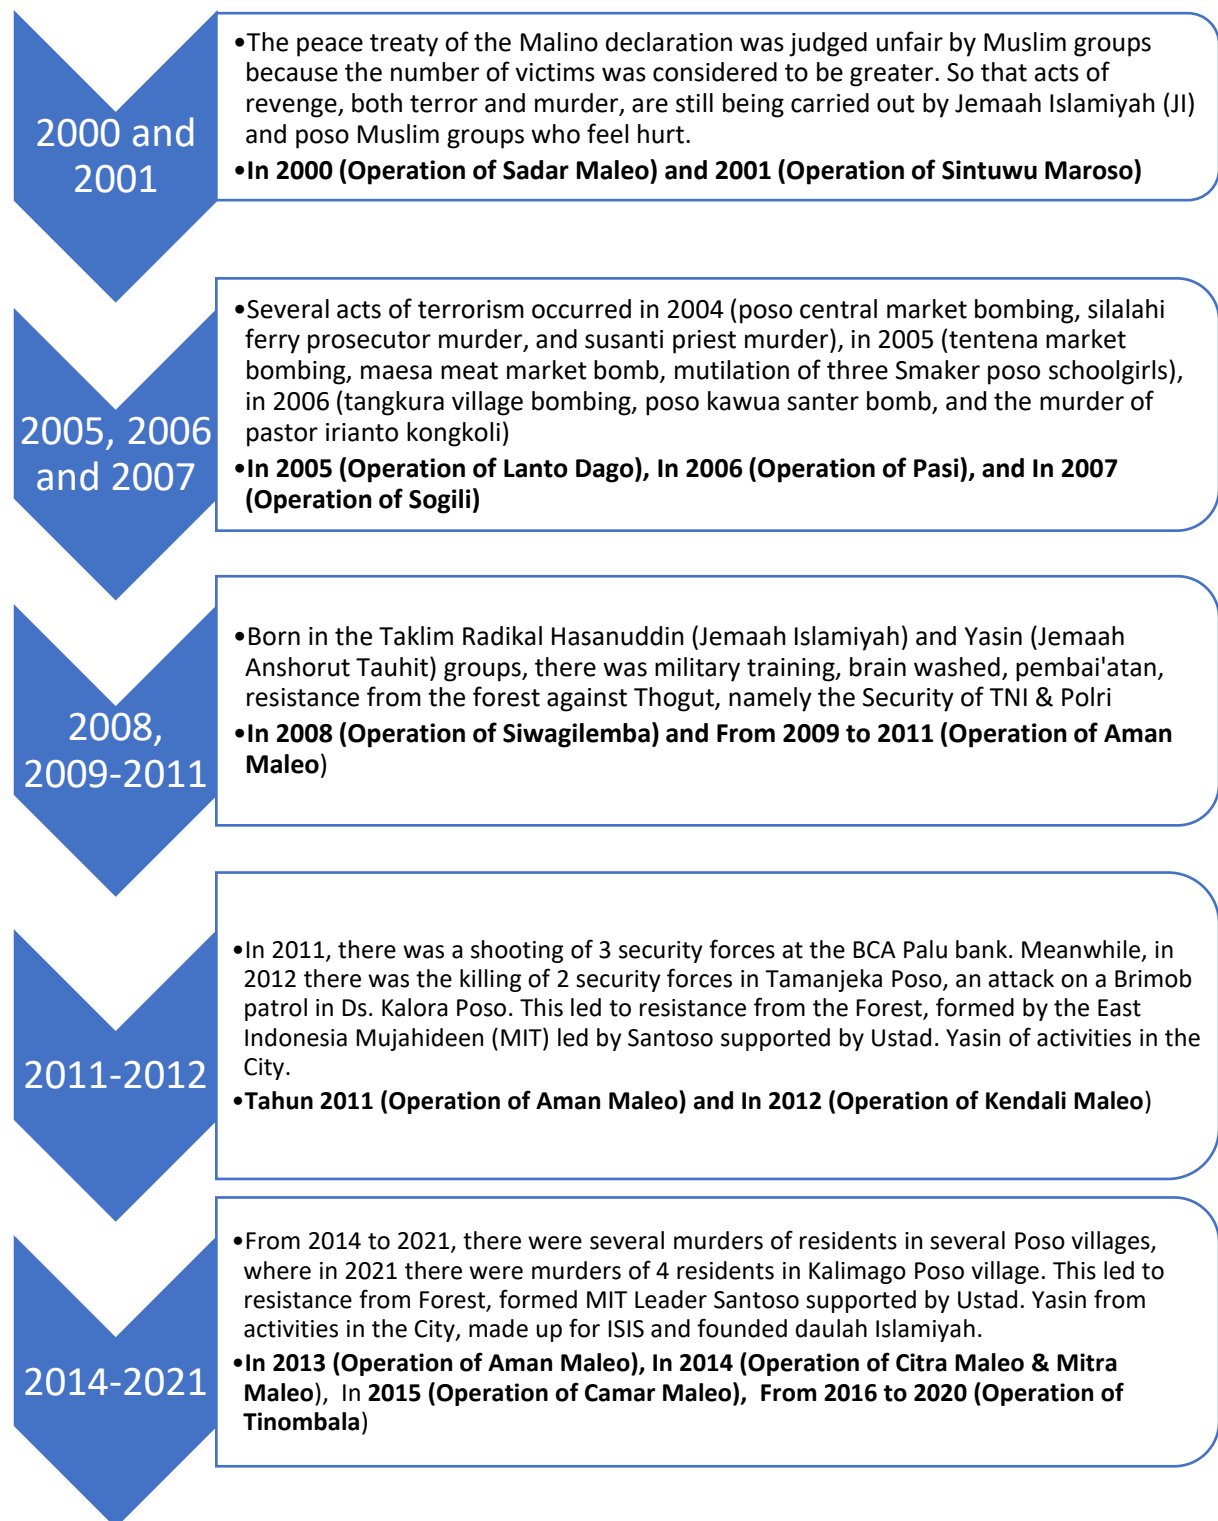 2000 and
2001
•The peace treaty of the Malino declaration was judged unfair by Muslim groups
because the number of victims was considered to be greater. So that acts of
revenge, both terror and murder, are still being carried out by Jemaah Islamiyah (JI)
and poso Muslim groups who feel hurt.
•In 2000 (Operation of Sadar Maleo) and 2001 (Operation of Sintuwu Maroso)
2005, 2006
and 2007
•Several acts of terrorism occurred in 2004 (poso central market bombing, silalahi
ferry prosecutor murder, and susanti priest murder), in 2005 (tentena market
bombing, maesa meat market bomb, mutilation of three Smaker poso schoolgirls),
in 2006 (tangkura village bombing, poso kawua santer bomb, and the murder of
pastor irianto kongkoli)
•In 2005 (Operation of Lanto Dago), In 2006 (Operation of Pasi), and In 2007
(Operation of Sogili)
2008,
2009-2011
•Born in the Taklim Radikal Hasanuddin (Jemaah Islamiyah) and Yasin (Jemaah
Anshorut Tauhit) groups, there was military training, brain washed, pembai'atan,
resistance from the forest against Thogut, namely the Security of TNI & Polri
•In 2008 (Operation of Siwagilemba) and From 2009 to 2011 (Operation of Aman
Maleo)
2011-2012
•In 2011, there was a shooting of 3 security forces at the BCA Palu bank. Meanwhile, in
2012 there was the killing of 2 security forces in Tamanjeka Poso, an attack on a Brimob
patrol in Ds. Kalora Poso. This led to resistance from the Forest, formed by the East
Indonesia Mujahideen (MIT) led by Santoso supported by Ustad. Yasin of activities in the
City.
•Tahun 2011 (Operation of Aman Maleo) and In 2012 (Operation of Kendali Maleo)
2014-2021
•From 2014 to 2021, there were several murders of residents in several Poso villages,
where in 2021 there were murders of 4 residents in Kalimago Poso village. This led to
resistance from Forest, formed MIT Leader Santoso supported by Ustad. Yasin from
activities in the City, made up for ISIS and founded daulah Islamiyah.
•In 2013 (Operation of Aman Maleo), In 2014 (Operation of Citra Maleo & Mitra
Maleo), In 2015 (Operation of Camar Maleo), From 2016 to 2020 (Operation of
Tinombala)